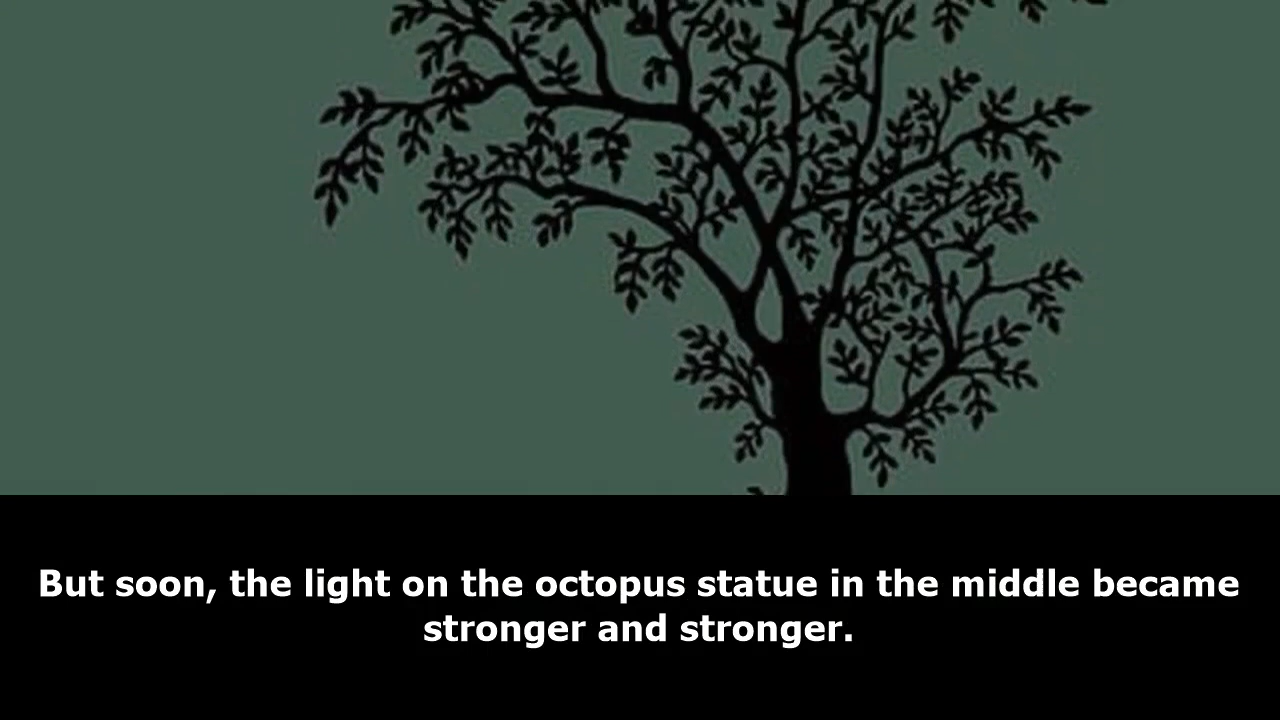 But soon, the light on the octopus statue in the middle became
stronger and stronger.